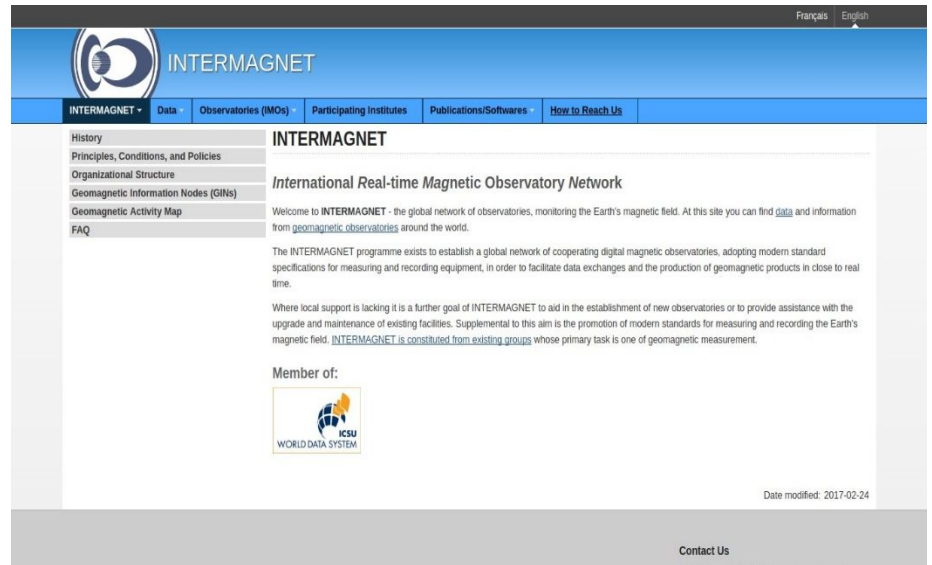 Français English
INTERMAGNET
INTERMAGNET Data Observatories (IMOs) Participating Institutes Publications/Softwares How to Reach Us
History
Principles, Conditions, and Policies
Organizational Structure
Geomagnetic Information Nodes (GINs)
Geomagnetic Activity Map
FAQ
INTERMAGNET
International Real-time Magnetic Observatory Network
Welcome to INTERMAGNET - the global network of observatories, monitoring the Earth's magnetic field. At this site you can find data and information
from geomagnetic observatories around the world.
The INTERMAGNET programme exists to establish a global network of cooperating digital magnetic observatories, adopting modern standard
specifications for measuring and recording equipment, in order to facilitate data exchanges and the production of geomagnetic products in close to real
time.
Where local support is lacking it is a further goal of INTERMAGNET to aid in the establishment of new observatories or to provide assistance with the
upgrade and maintenance of existing facilities. Supplemental to this aim is the promotion of modern standards for measuring and recording the Earth's
magnetic field. INTERMAGNET is constituted from existing groups whose primary task is one of geomagnetic measurement.
Member of:
ICSU
WORLD DATA SYSTEM
Date modified: 2017-02-24
Contact Us